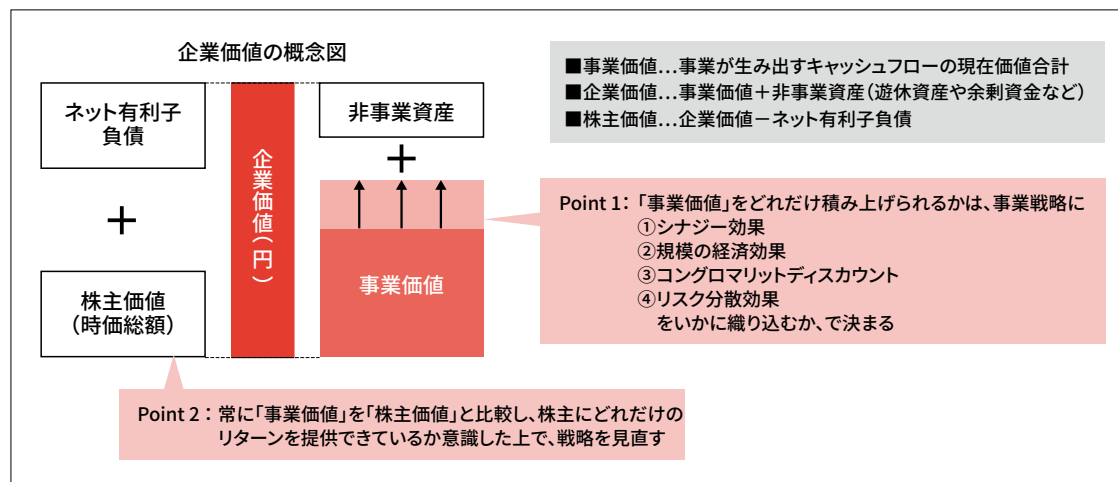 企業価値の概念図
ネット有利子
負債
＋
株主価値
（時価総額）
企業価値（円）
非事業資産
＋
事業価値
■事業価値…事業が生み出すキャッシュフローの現在価値合計
■企業価値…事業価値＋非事業資産（遊休資産や余剰資金など）
■株主価値…企業価値－ネット有利子負債
Point 1：「事業価値」をどれだけ積み上げられるかは、事業戦略に
①シナジー効果
②規模の経済効果
③コングロマリットディスカウント
④リスク分散効果
をいかに織り込むか、で決まる
Point 2：常に「事業価値」を「株主価値」と比較し、株主にどれだけの
リターンを提供できているか意識した上で、戦略を見直す